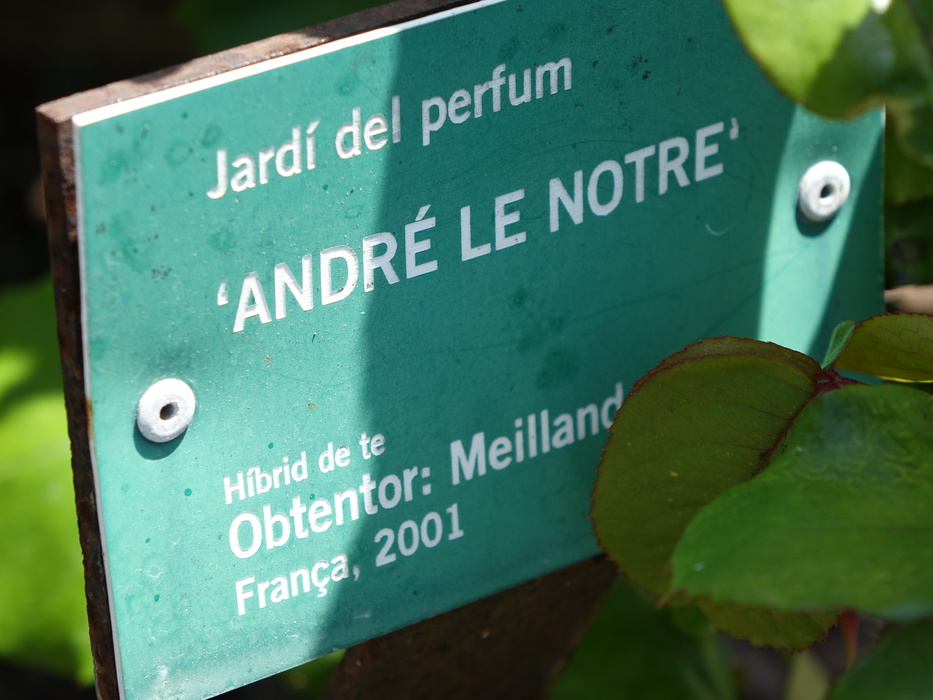 Jardí del perfum
‘ANDRÉ LE NOTRE’
Híbrid de te
Obtentor: Meilland
França, 2001